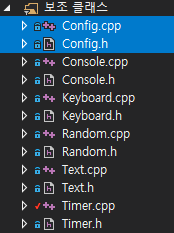 보조 클래스
Config.cpp
Config.h
Console.cpp
Console.h
Keyboard.cpp
Keyboard.h
Random.cpp
Random.h
Text.cpp
Text.h
Timer.cpp
Timer.h